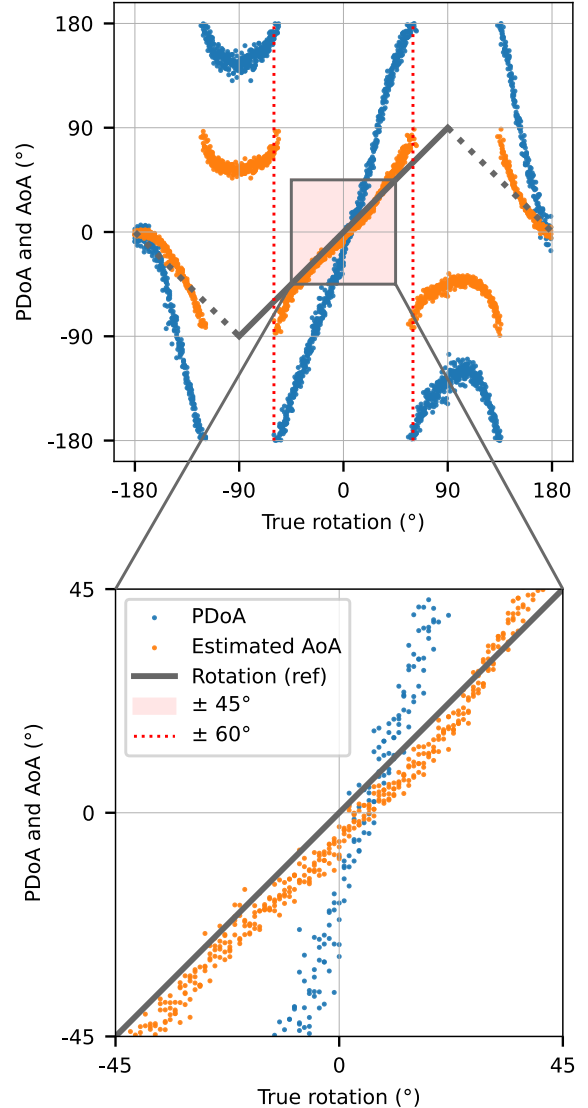 180
90
0
-90
-180
PDoA and AoA (°)
-180 -90 0 90 180
True rotation (°)
45
0
-45
PDoA and AoA (°)
PDoA
Estimated AoA
Rotation (ref)
± 45°
± 60°
-45 0 45
True rotation (°)